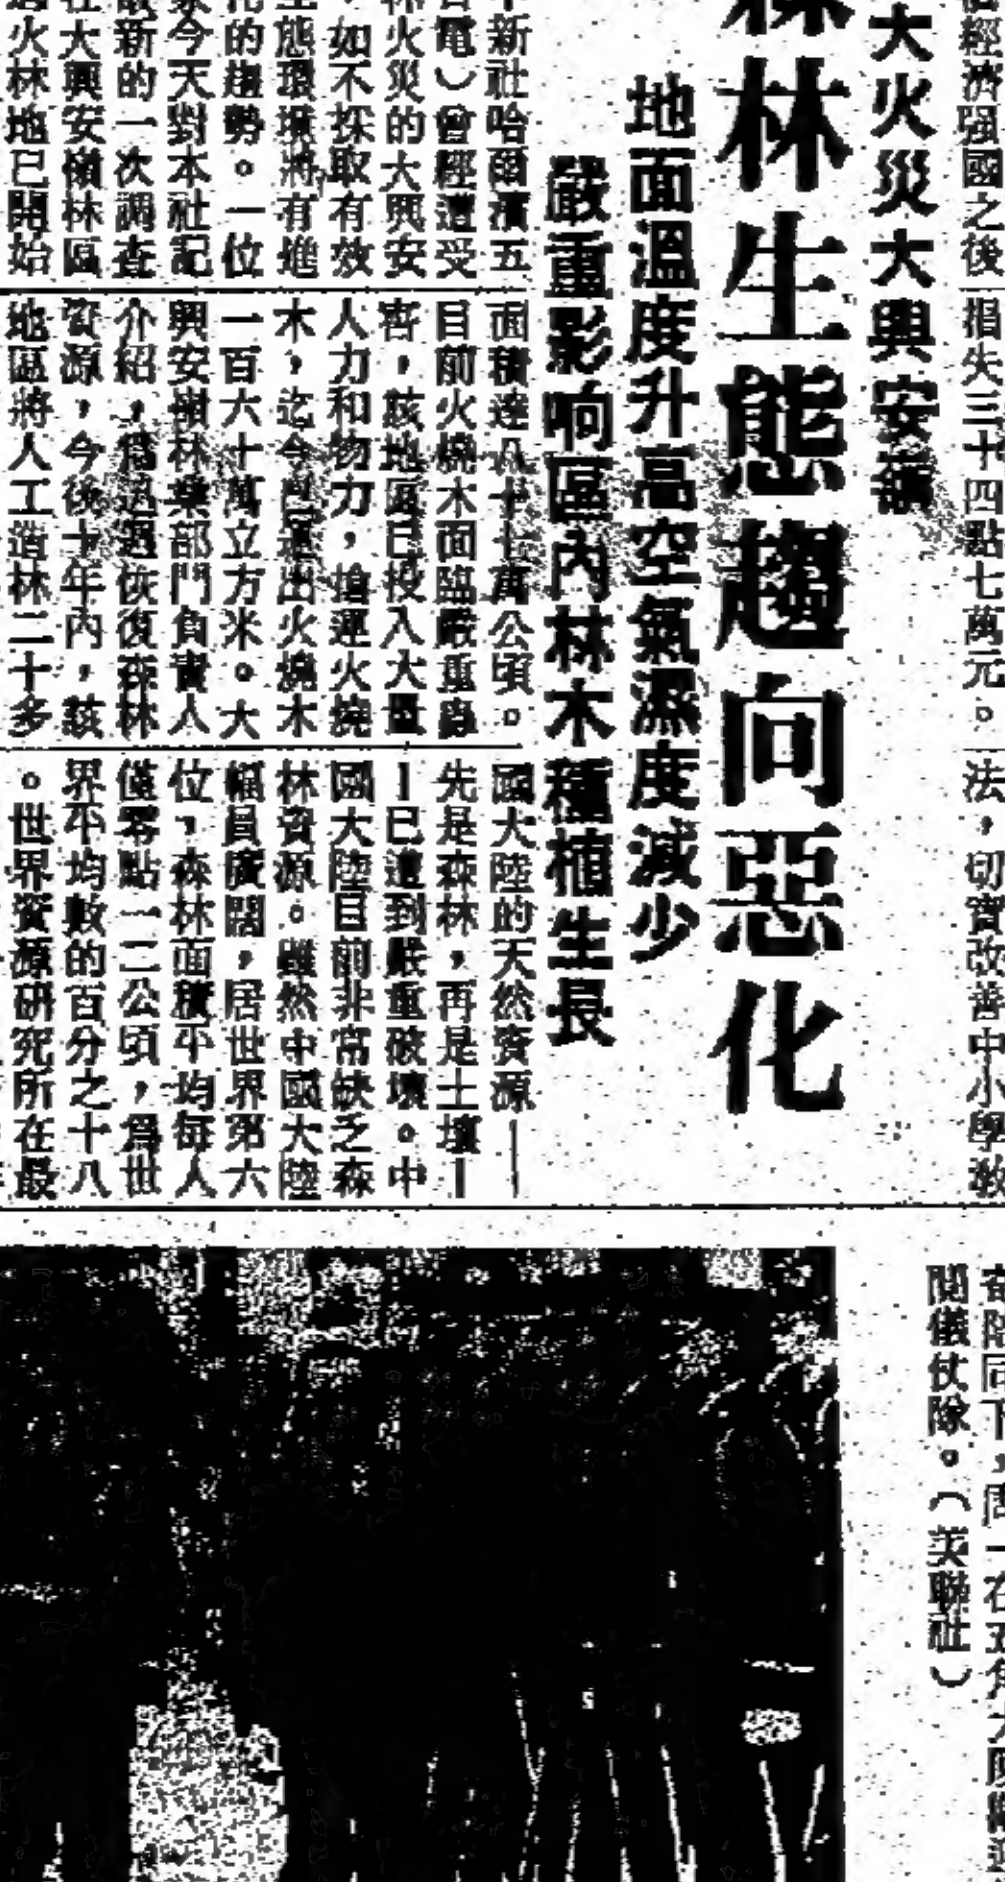 經濟强國之後
損失三十四點七萬元。
法，切實改善中小學教
大火災大興安嶺
森林生態趨向惡化
地面溫度升高空氣濕度減少
嚴重影响區內林木種植生長
中新社哈爾濱五
電）曾經遭受
火災的大興安
如不採取有效
態環境將有進
的趨勢。一位
今天對本社記
新的一次調查
大興安嶺林區
火林地已開始
面積達八十七萬公頃。
目前火燒木面臨嚴重蟲
害，該地區已投入大量
人力和物力，搶運火燒
木，迄今已運出火燒木
一百六十萬立方米。大
興安嶺林業部門負責人
介紹，爲迅速恢復森林
資源，今後十年內，該
地區將人工造林二十多
國大陸的天然資源——
先是森林，再是土壤—
—已遭到嚴重破壞。中
國大陸目前非常缺乏森
林資源。雖然中國大陸
幅員廣闊，居世界第六
位，森林面積平均每人
僅零點一二公頃，爲世
界平均數的百分之十八
。世界資源研究所在最
陪同下，周一在五角大
閱儀仗隊。（美聯社）